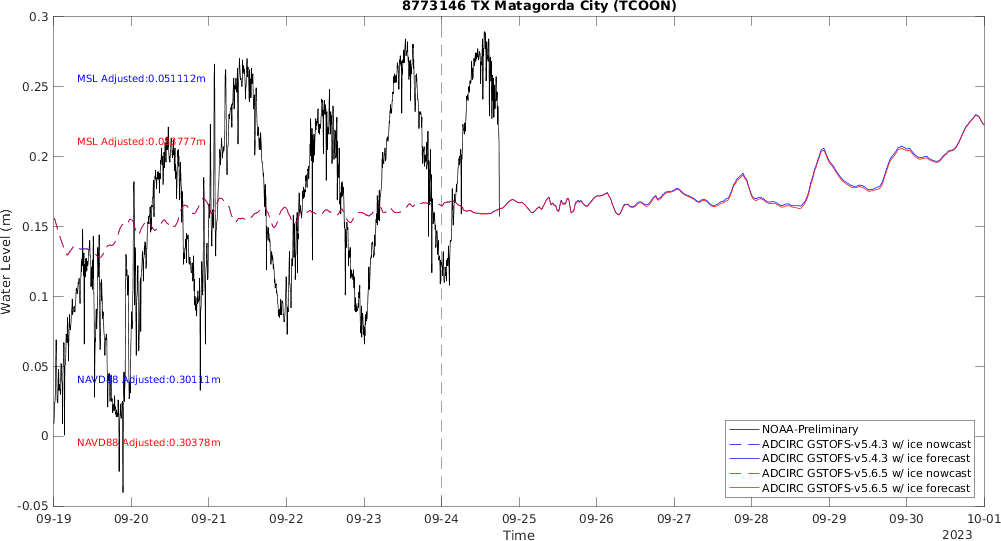 8773146 TX Matagorda City (TCOON)
0.3
0.25
0.2
0.15
0.1
0.05
0
-0.05
Water Level (m)
MSL Adjusted:0.051112m
MSL Adjusted:0.053777m
NAVD88 Adjusted:0.30111m
NAVD88 Adjusted:0.30378m
NOAA-Preliminary
ADCIRC GSTOFS-v5.4.3 w/ ice nowcast
ADCIRC GSTOFS-v5.4.3 w/ ice forecast
ADCIRC GSTOFS-v5.6.5 w/ ice nowcast
ADCIRC GSTOFS-v5.6.5 w/ ice forecast
09-19 09-20 09-21 09-22 09-23 09-24 09-25 09-26 09-27 09-28 09-29 09-30 10-01
Time
2023